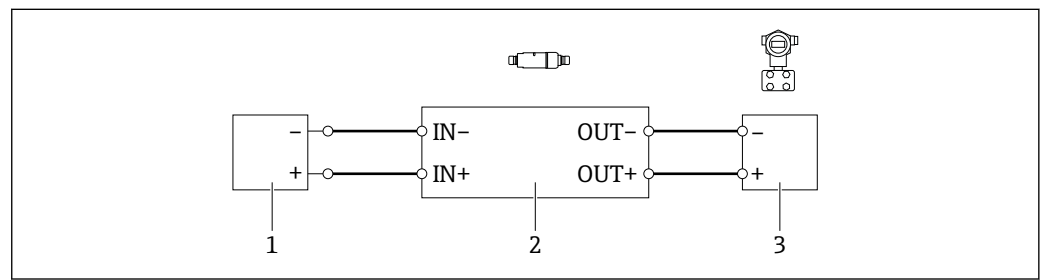 − IN− OUT− −
+ IN+ OUT+ +
1 2 3